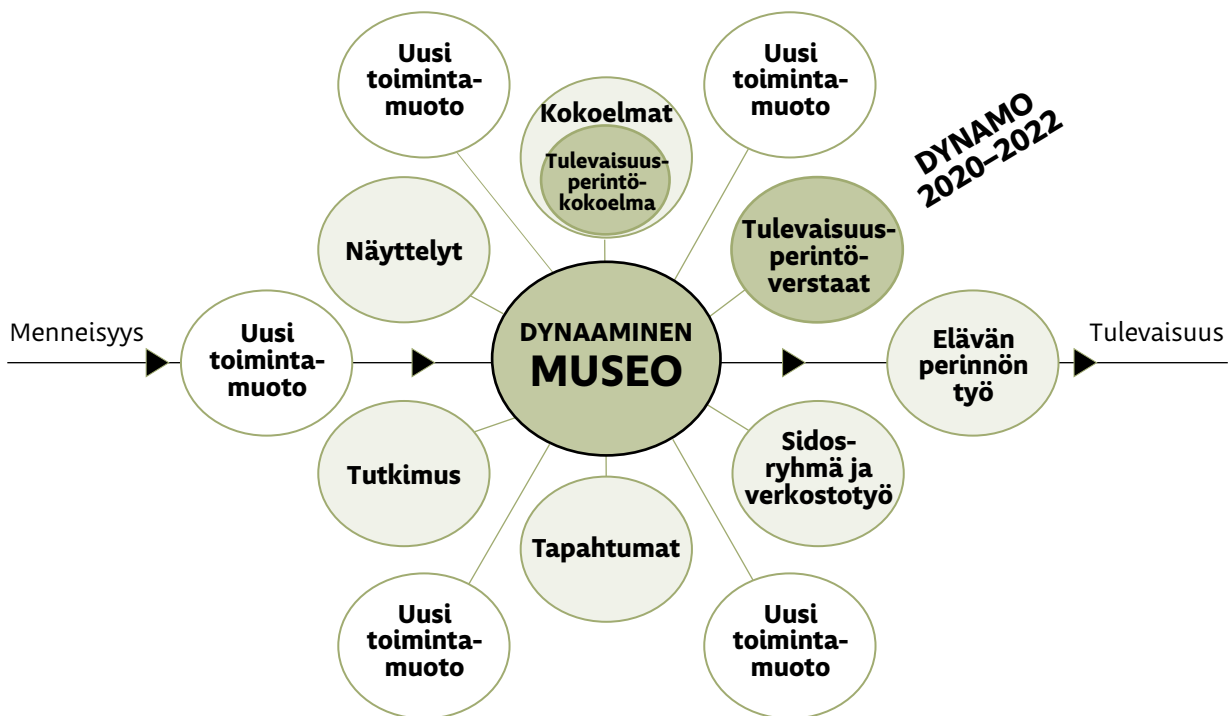 Uusi
toiminta-
muoto
Uusi
toiminta-
muoto
Kokoelmat
Tulevaisuus-
perintö-
kokoelma
DYNAMO
2020–2022
Näyttelyt
Tulevaisuus-
perintö-
verstaat
Menneisyys
Uusi
toiminta-
muoto
DYNAAMINEN
MUSEO
Elävän
perinnön
työ
Tulevaisuus
Tutkimus
Sidos-
ryhmä ja
verkostotyö
Tapahtumat
Uusi
toiminta-
muoto
Uusi
toiminta-
muoto